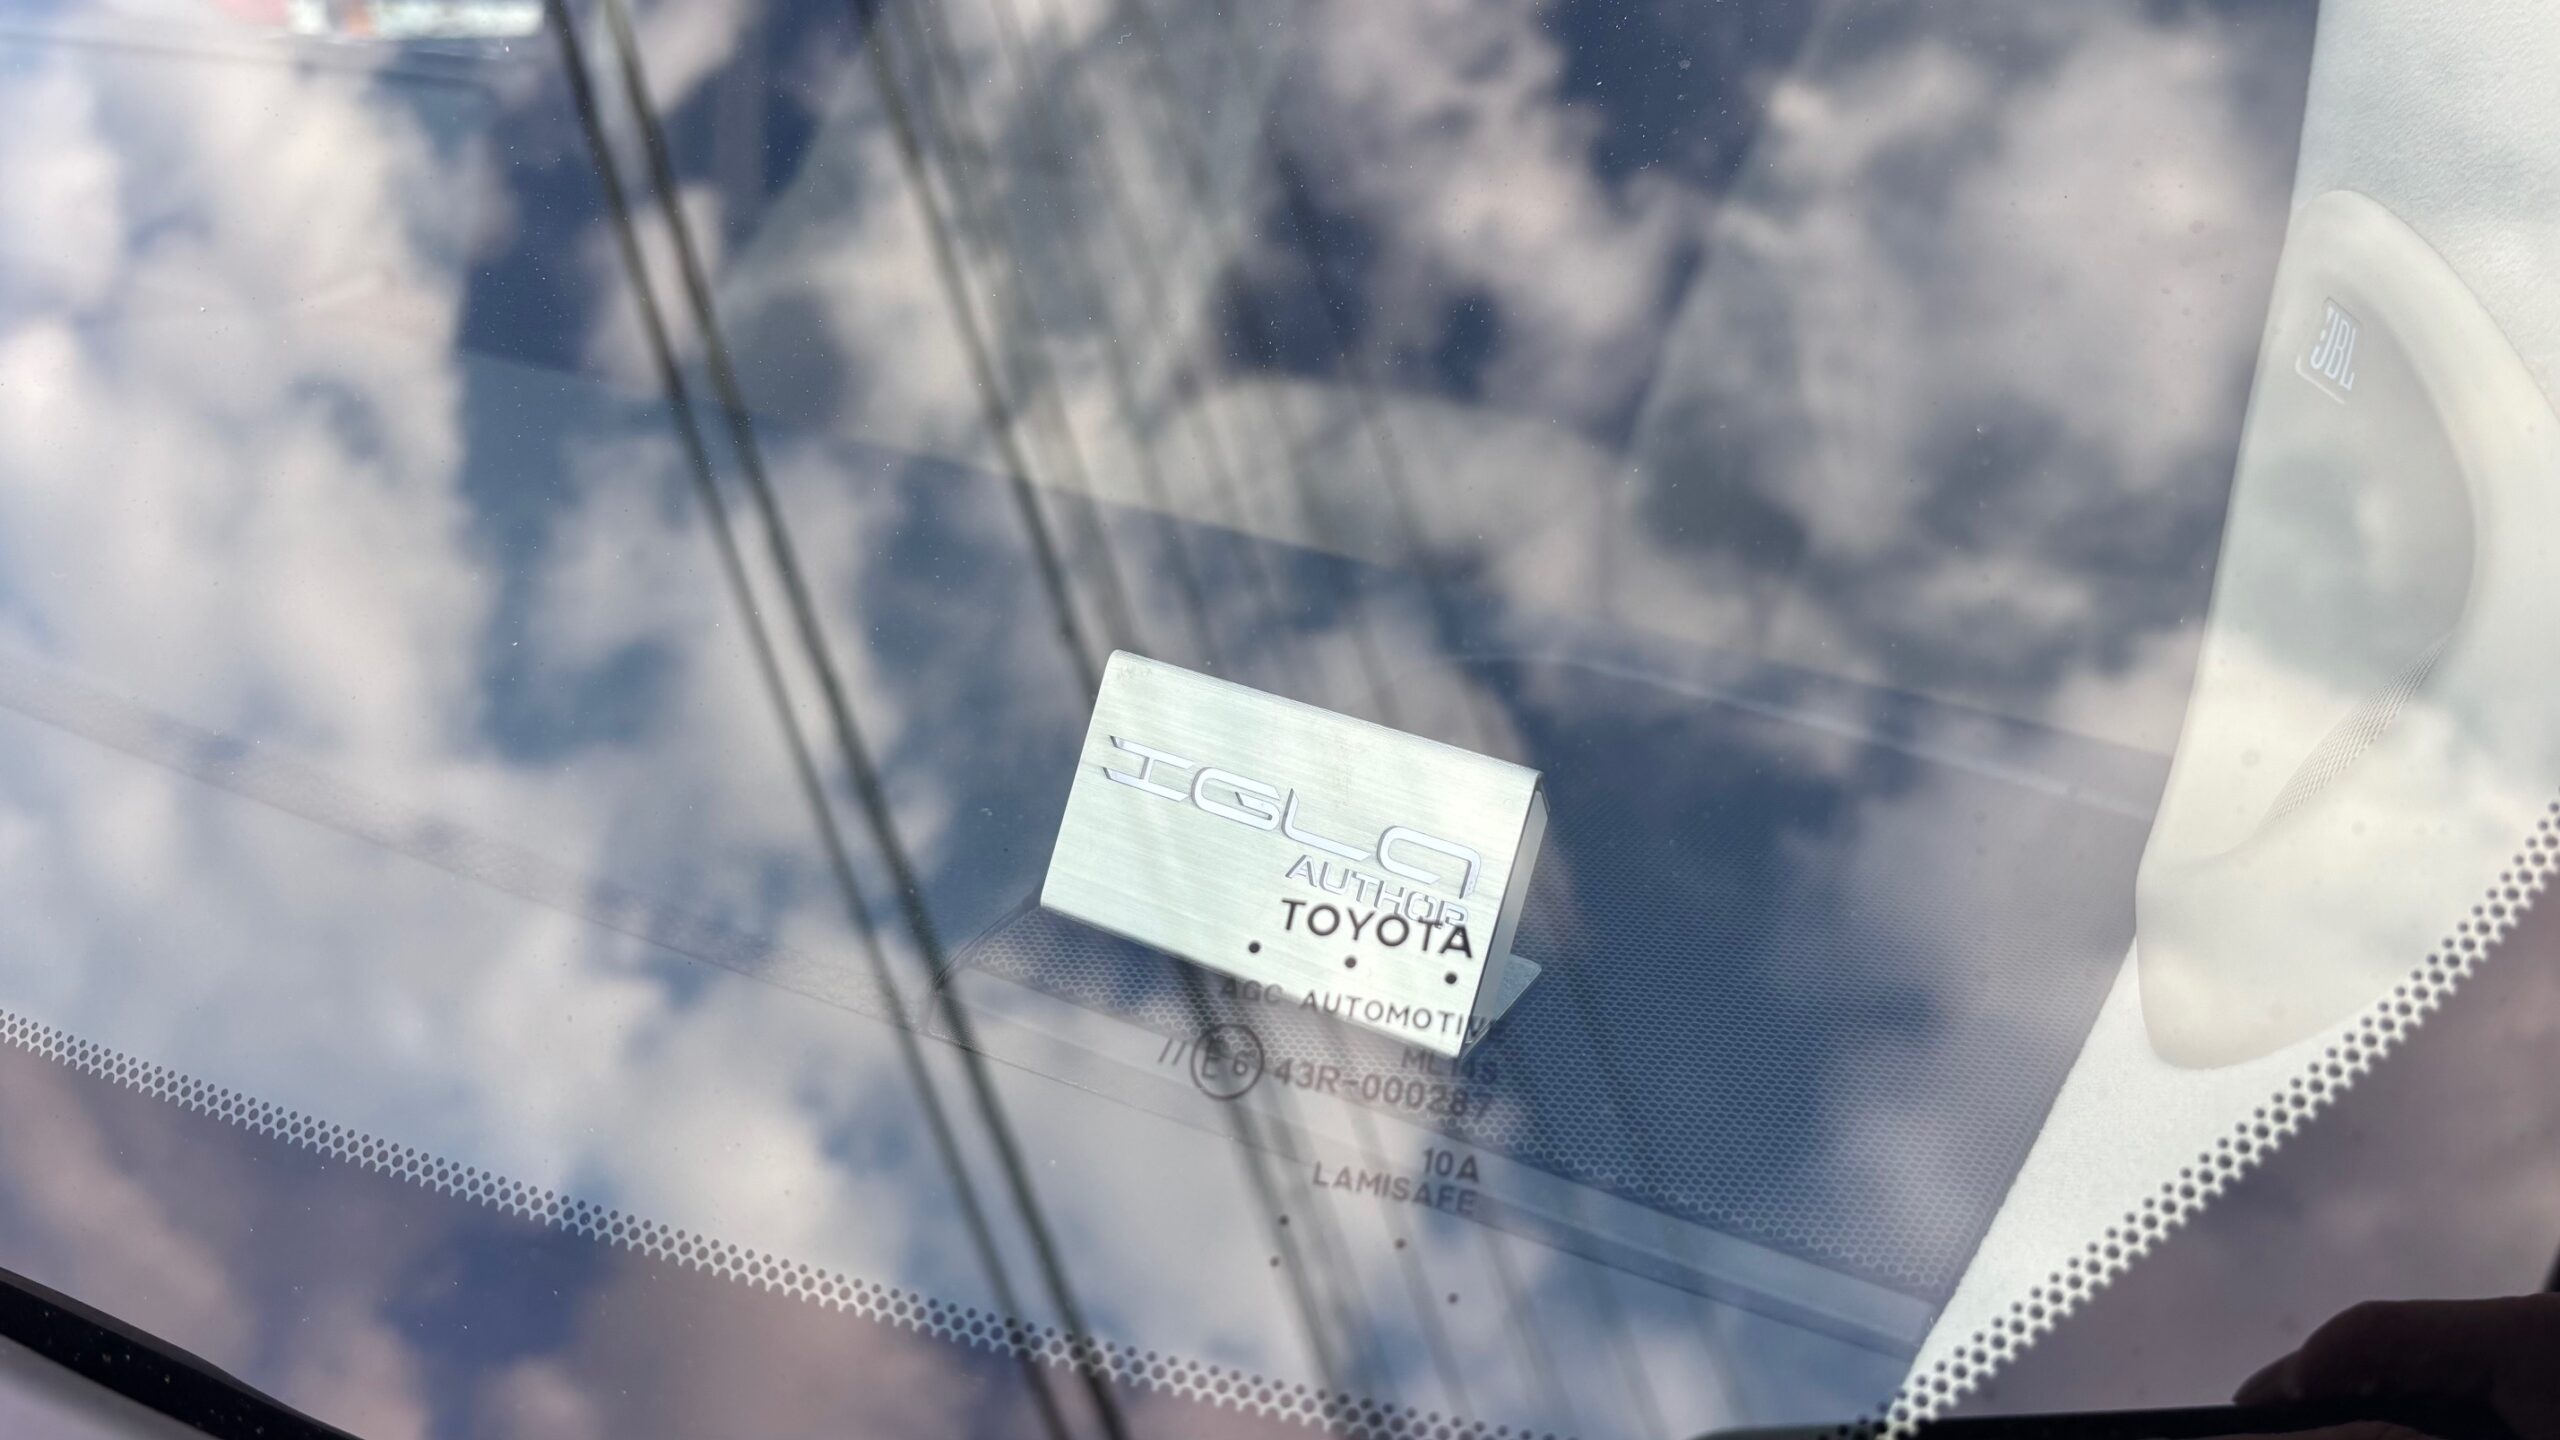 JBL
IGLA
AUTHOR
TOYOTA
AGC AUTOMOTIVE
ML14S
//E6 43R-000287
10A
LAMISAFE